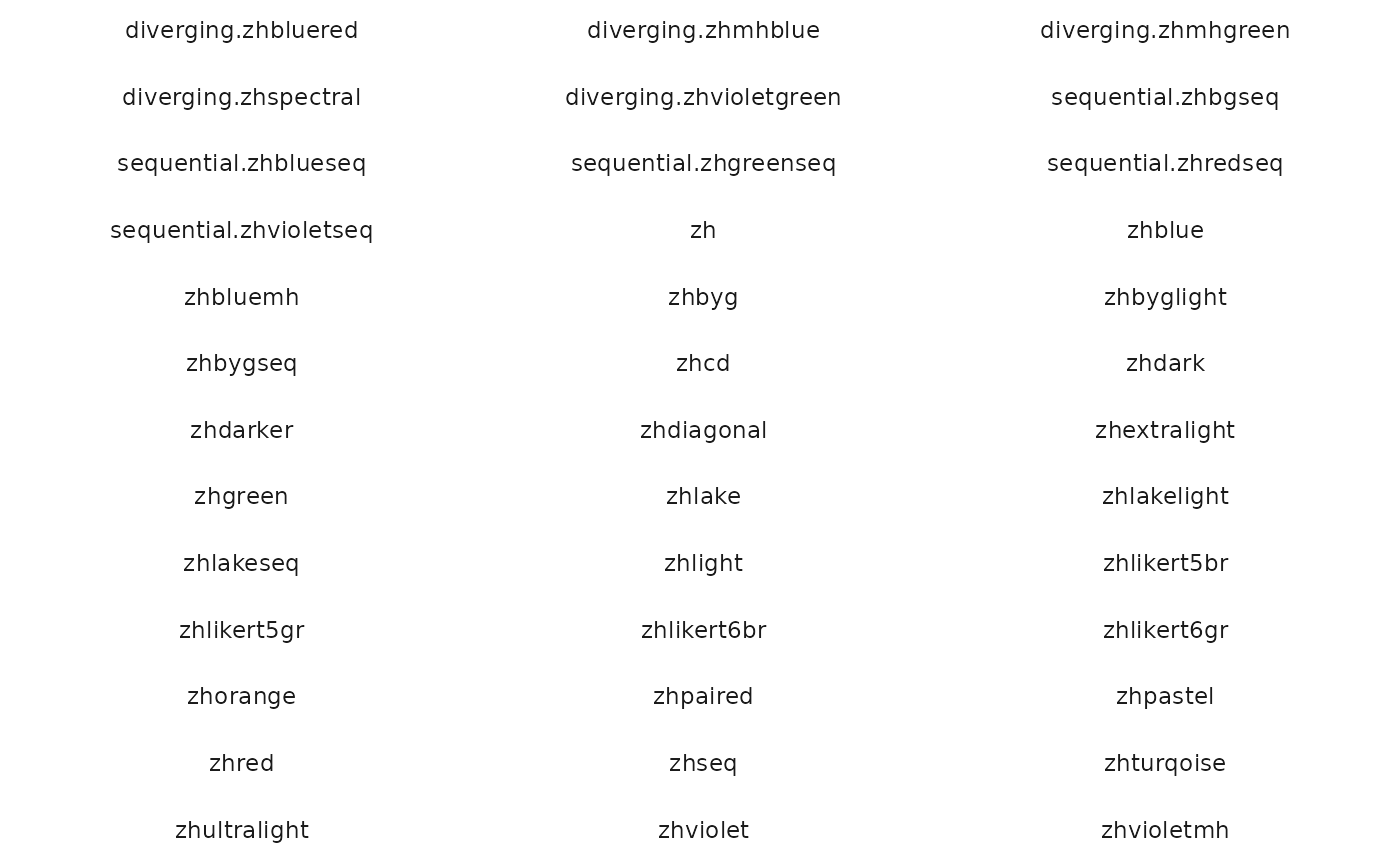 diverging.zhbluered diverging.zhmhblue diverging.zhmhgreen
diverging.zhspectral diverging.zhvioletgreen sequential.zhbgseq
sequential.zhblueseq sequential.zhgreenseq sequential.zhredseq
sequential.zhvioletseq zh zhblue
zhbluemh zhbyg zhbyglight
zhbygseq zhcd zhdark
zhdarker zhdiagonal zhextralight
zhgreen zhlake zhlakelight
zhlakeseq zhlight zhlikert5br
zhlikert5gr zhlikert6br zhlikert6gr
zhorange zhpaired zhpastel
zhred zhseq zhturqoise
zhultralight zhviolet zhvioletmh